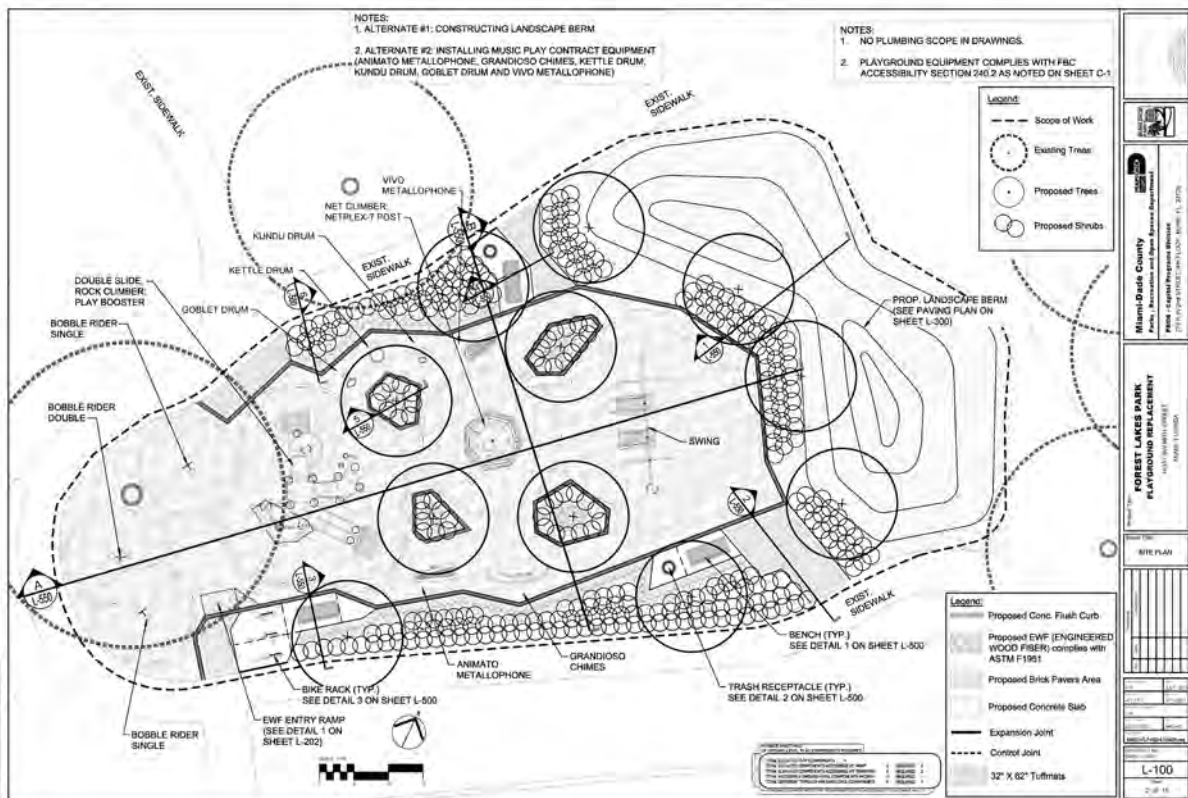 NOTES:
1. ALTERNATE #1: CONSTRUCTING LANDSCAPE BERM
2. ALTERNATE #2: INSTALLING MUSIC PLAY CONTRACT EQUIPMENT
(ANIMATO METALLOPHONE, GRANDIOSO CHIMES, KETTLE DRUM,
KUNDU DRUM, GOBLET DRUM AND VIVO METALLOPHONE)
NOTES:
1. NO PLUMBING SCOPE IN DRAWINGS.
2. PLAYGROUND EQUIPMENT COMPLIES WITH FBC
ACCESSIBILITY SECTION 240.2 AS NOTED ON SHEET C-1
Legend:
Scope of Work
Existing Trees
Proposed Trees
Proposed Shrubs
EXIST. SIDEWALK
EXIST.
SIDEWALK
VIVO
METALLOPHONE
NET CLIMBER:
NETPLEX-7 POST
KUNDU DRUM
EXIST.
SIDEWALK
KETTLE DRUM
DOUBLE SLIDE,
ROCK CLIMBER,
PLAY BOOSTER
GOBLET DRUM
BOBBLE RIDER
SINGLE
BOBBLE RIDER
DOUBLE
PROP. LANDSCAPE BERM
(SEE PAVING PLAN ON
SHEET L-300)
SWING
A
L-550
2
L-550
3
L-550
5
L-550
EXIST.
SIDEWALK
BENCH (TYP.)
SEE DETAIL 1 ON SHEET L-500
GRANDIOSO
CHIMES
ANIMATO
METALLOPHONE
TRASH RECEPTACLE (TYP.)
SEE DETAIL 2 ON SHEET L-500
BIKE RACK (TYP.)
SEE DETAIL 3 ON SHEET L-500
EWF ENTRY RAMP
(SEE DETAIL 1 ON
SHEET L-202)
BOBBLE RIDER
SINGLE
Legend:
Proposed Conc. Flush Curb
Proposed EWF (ENGINEERED
WOOD FIBER) complies with
ASTM F1951
Proposed Brick Pavers Area
Proposed Concrete Slab
Expansion Joint
Control Joint
32" X 62" Tuffmats
Miami-Dade County
Parks, Recreation and Open Spaces Department
FOREST LAKES PARK
PLAYGROUND REPLACEMENT
SITE PLAN
L-100